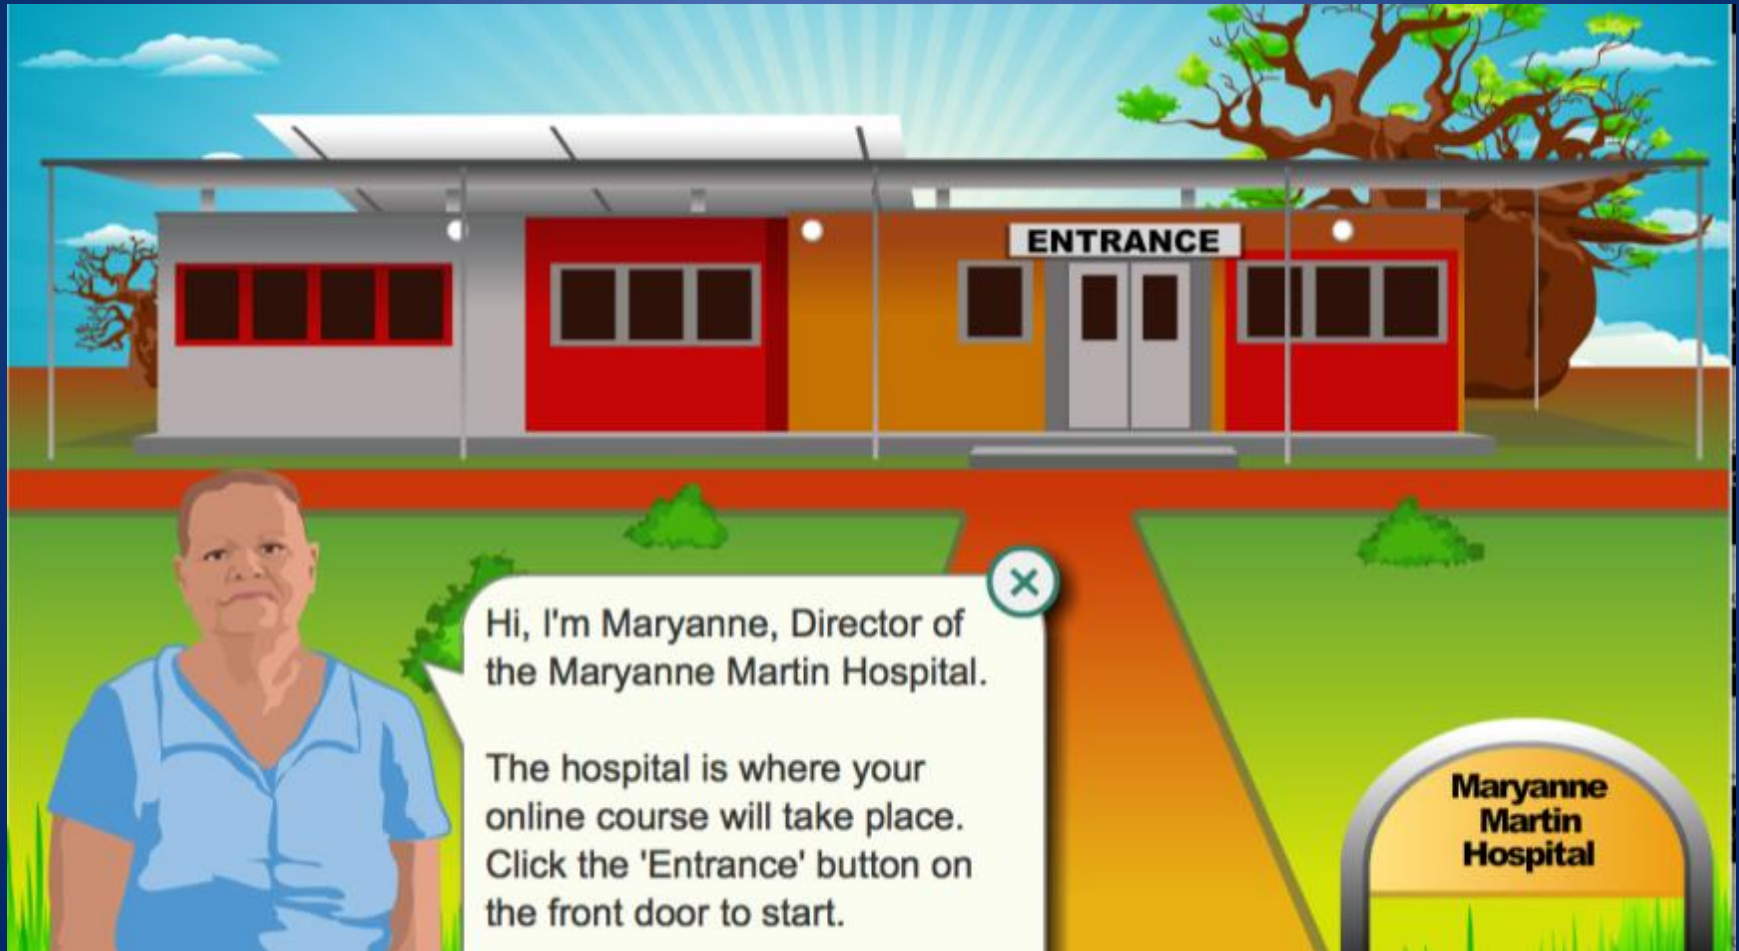 ENTRANCE
Hi, I'm Maryanne, Director of
the Maryanne Martin Hospital.
The hospital is where your
online course will take place.
Click the 'Entrance' button on
the front door to start.
Maryanne
Martin
Hospital